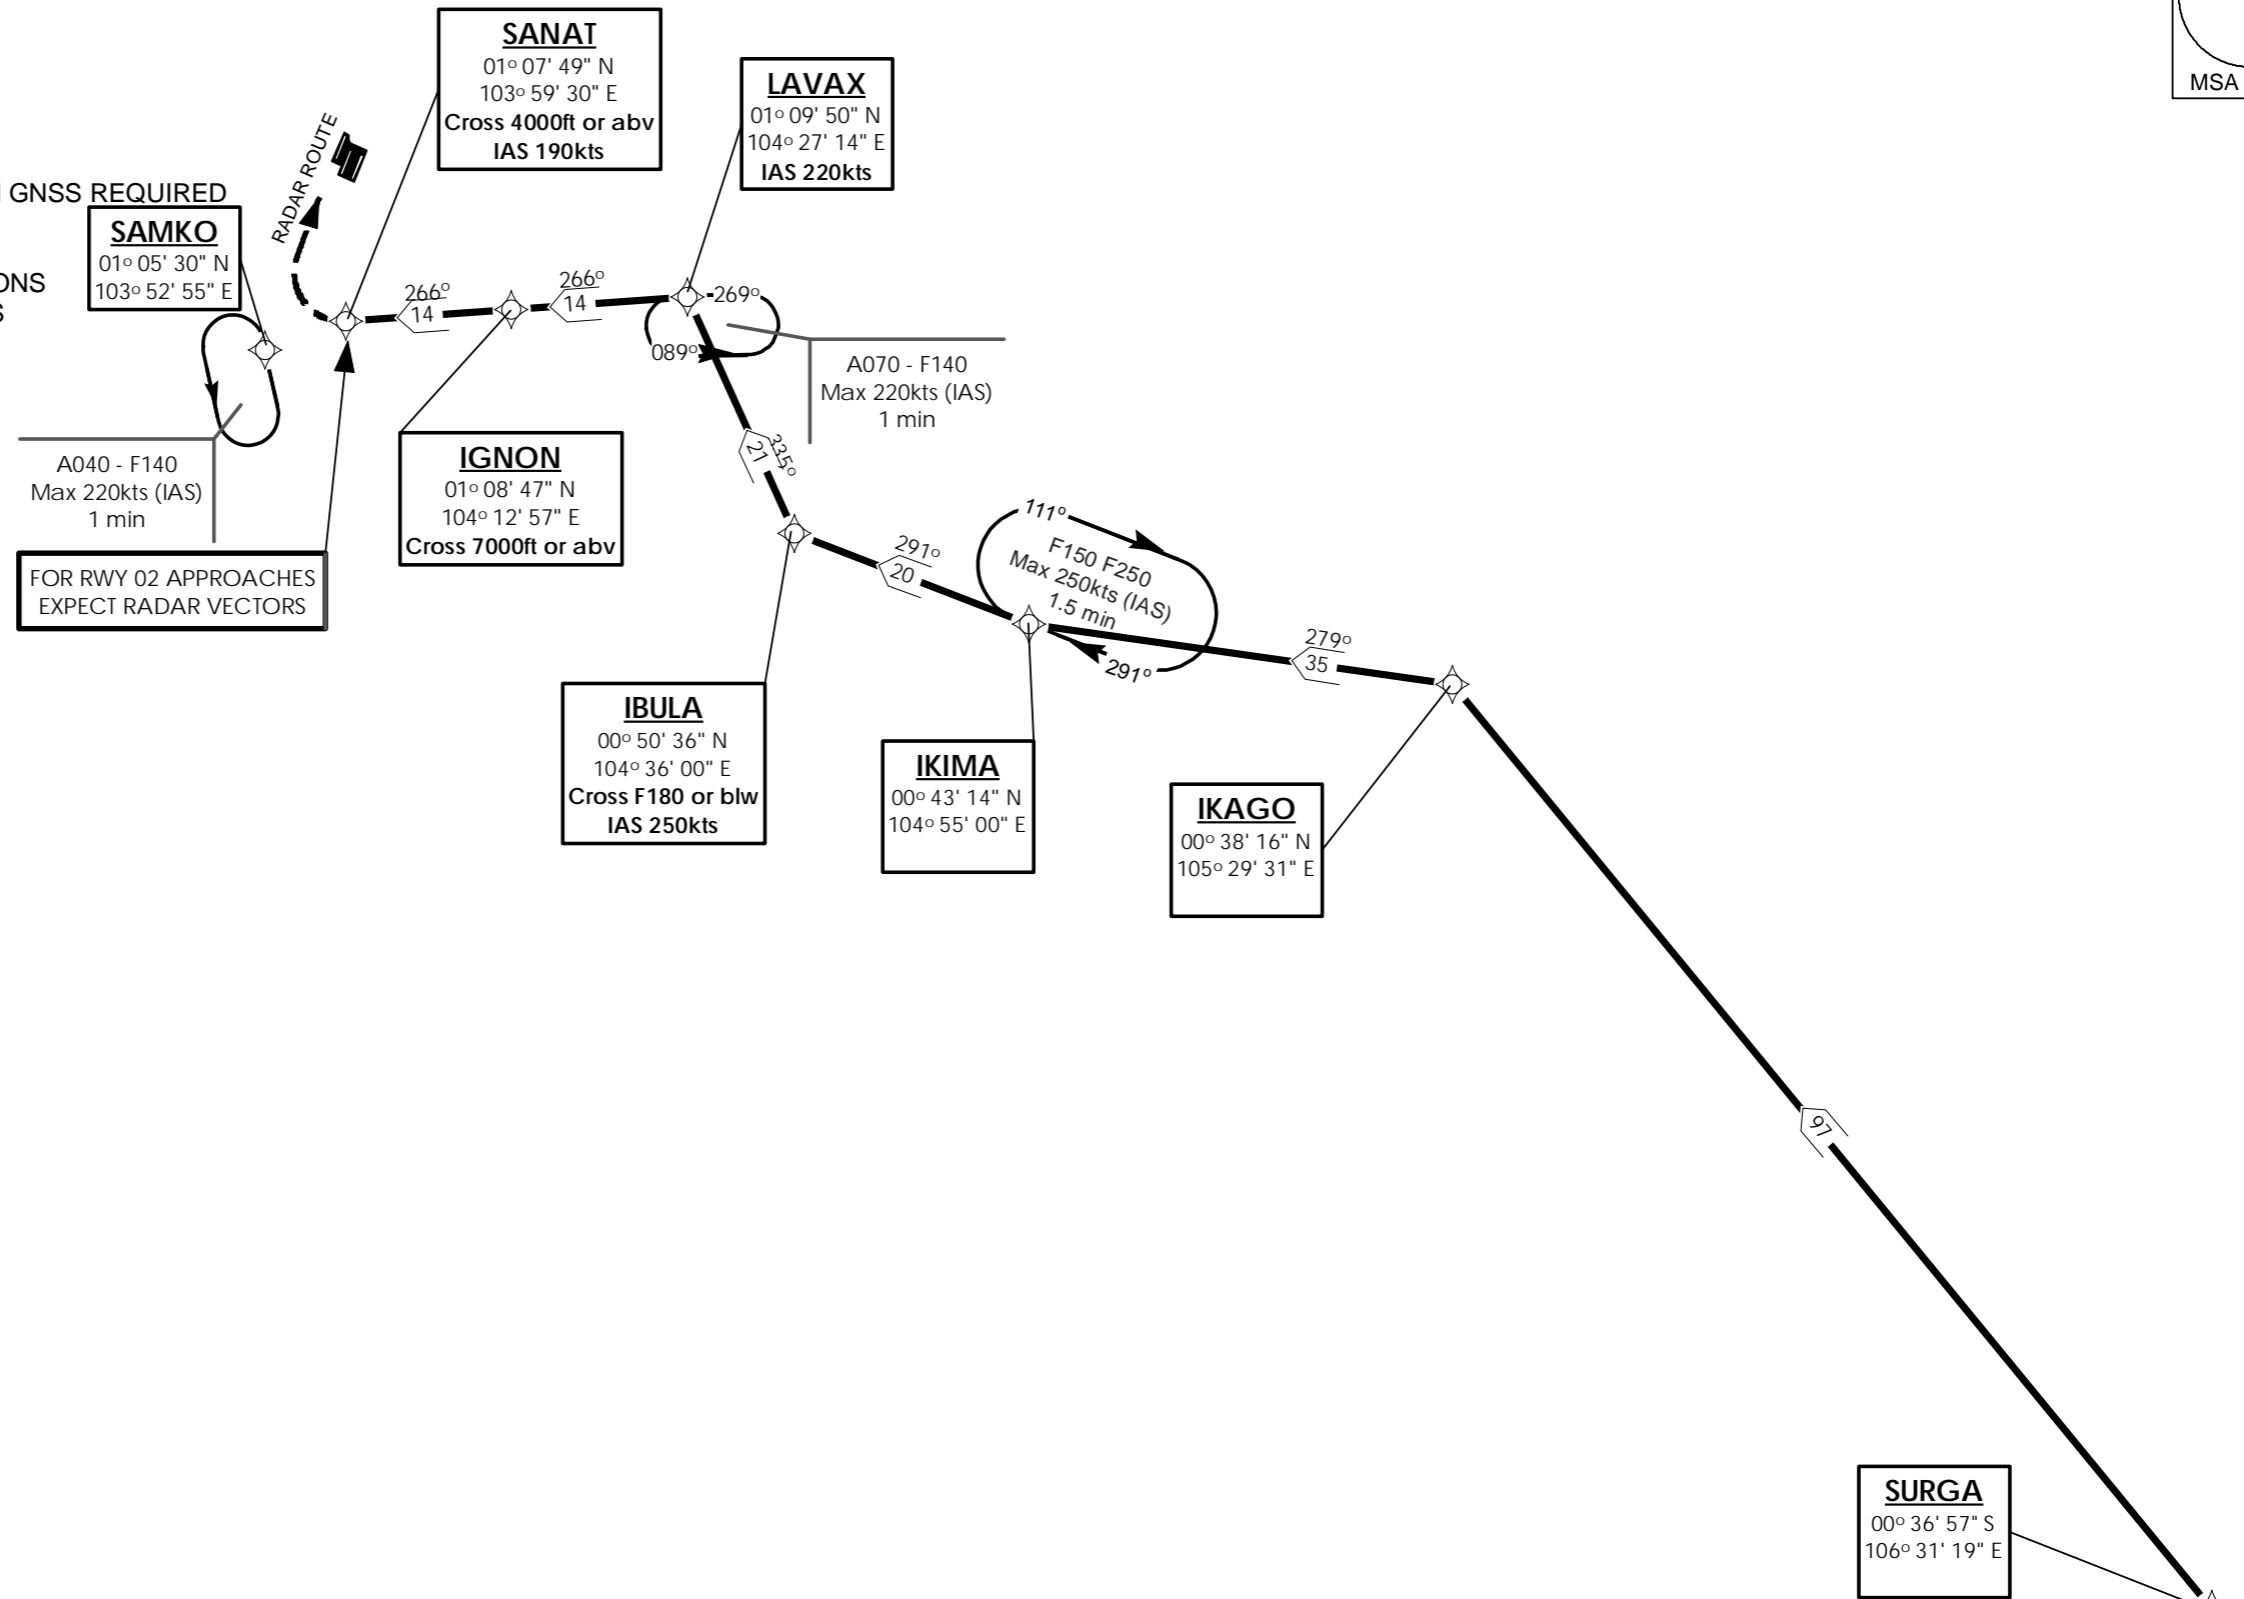 SANAT
01° 07' 49" N
103° 59' 30" E
Cross 4000ft or abv
IAS 190kts
LAVAX
01° 09' 50" N
104° 27' 14" E
IAS 220kts
MSA
GNSS REQUIRED
RADAR ROUTE
SAMKO
01° 05' 30" N
103° 52' 55" E
ONS
S
266°
14
266°
14
269°
089°
A070 - F140
Max 220kts (IAS)
1 min
A040 - F140
Max 220kts (IAS)
1 min
IGNON
01° 08' 47" N
104° 12' 57" E
Cross 7000ft or abv
335°
21
FOR RWY 02 APPROACHES
EXPECT RADAR VECTORS
111°
F150 F250
Max 250kts (IAS)
1.5 min
291°
291°
20
279°
35
IBULA
00° 50' 36" N
104° 36' 00" E
Cross F180 or blw
IAS 250kts
IKIMA
00° 43' 14" N
104° 55' 00" E
IKAGO
00° 38' 16" N
105° 29' 31" E
97
SURGA
00° 36' 57" S
106° 31' 19" E